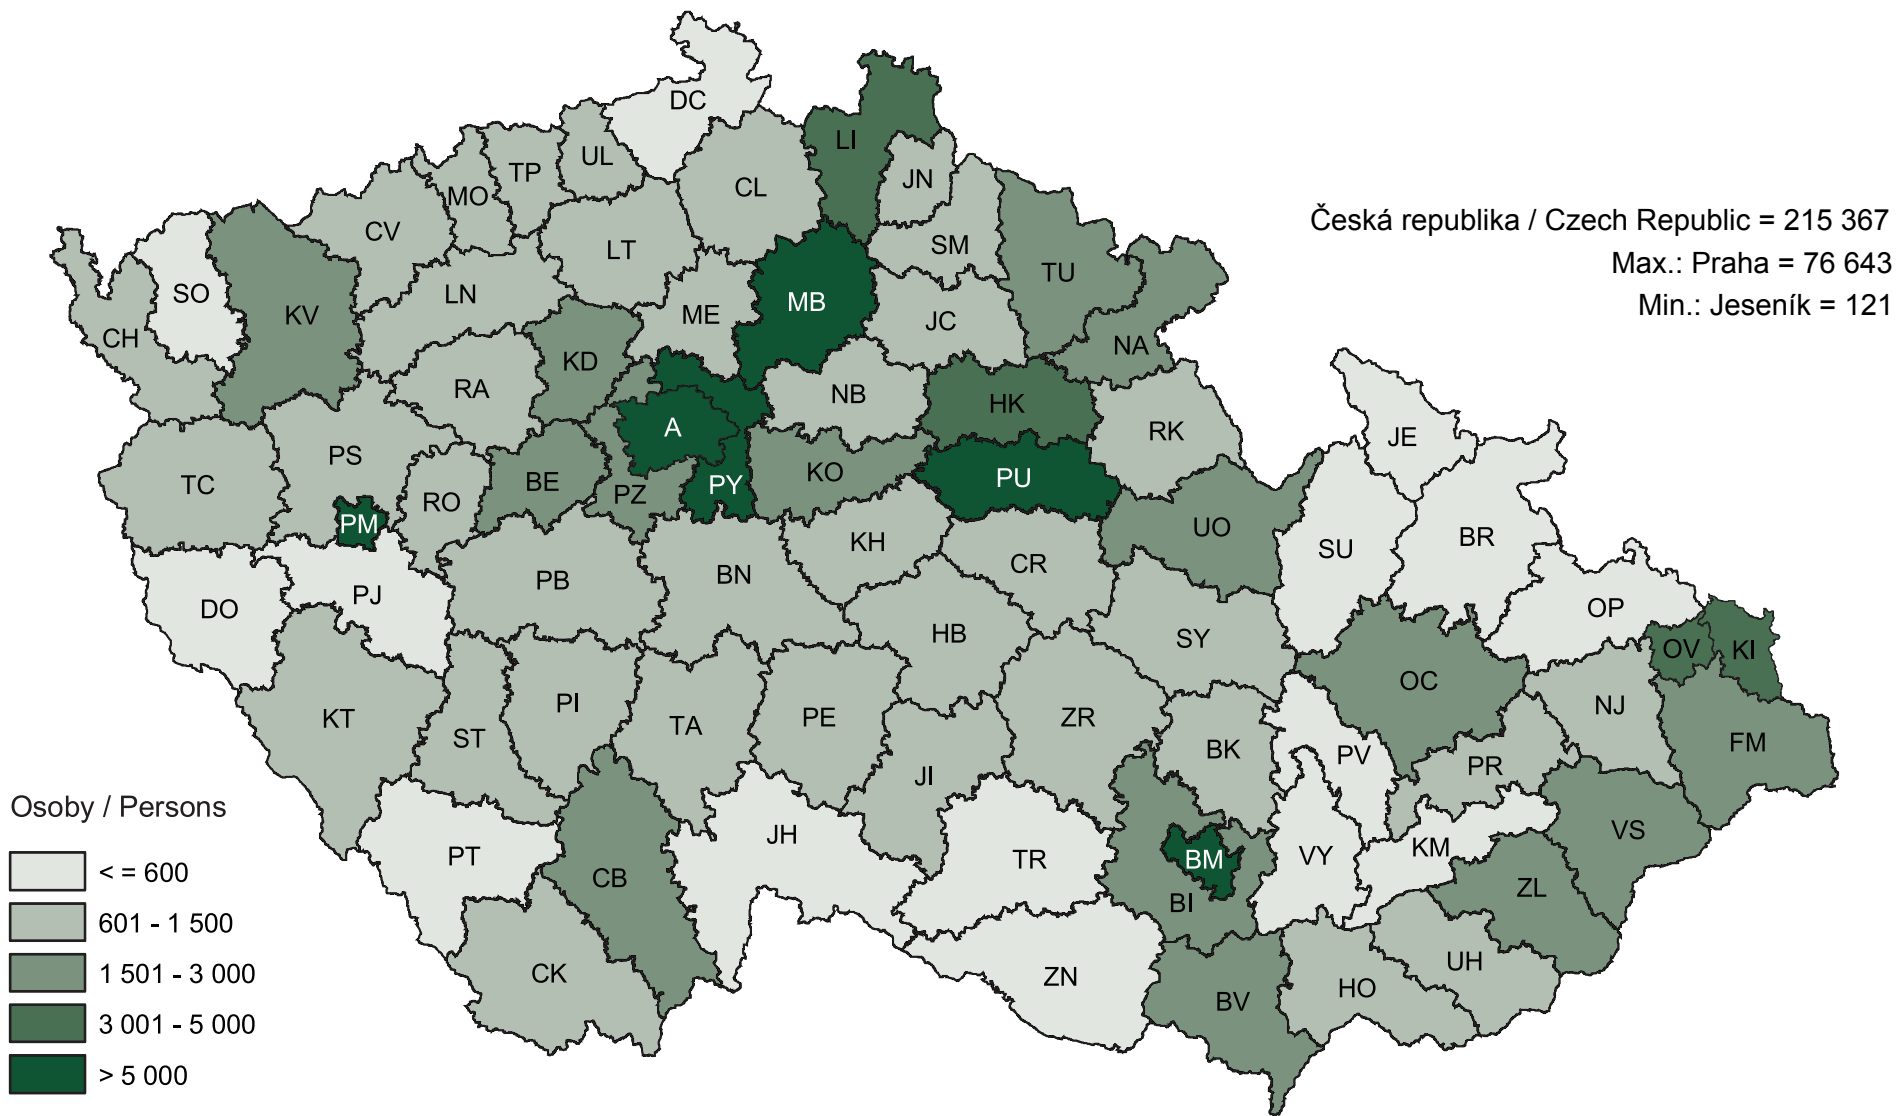 DC
LI
UL
TP
JN
CL
MO
CV
SM
LT
TU
SO
LN
MB
KV
ME
JC
CH
NA
KD
RA
NB
HK
A
RK
JE
PS
KO
PU
TC
BE
PY
PZ
RO
PM
UO
BR
KH
SU
CR
BN
PB
PJ
DO
OP
HB
SY
OV
KI
OC
PI
NJ
KT
PE
ZR
TA
ST
FM
BK
PV
PR
JI
VS
JH
KM
PT
TR
BM
VY
CB
ZL
BI
UH
CK
ZN
HO
BV
Česká republika / Czech Republic = 215 367
Max.: Praha = 76 643
Min.: Jeseník = 121
Osoby / Persons
< = 600
601 - 1 500
1 501 - 3 000
3 001 - 5 000
> 5 000